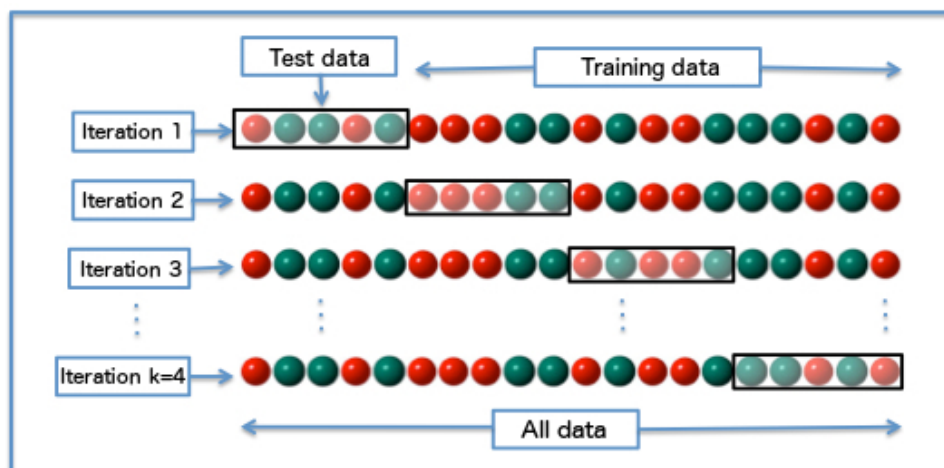 Test data
Training data
Iteration 1
Iteration 2
Iteration 3
Iteration k=4
All data